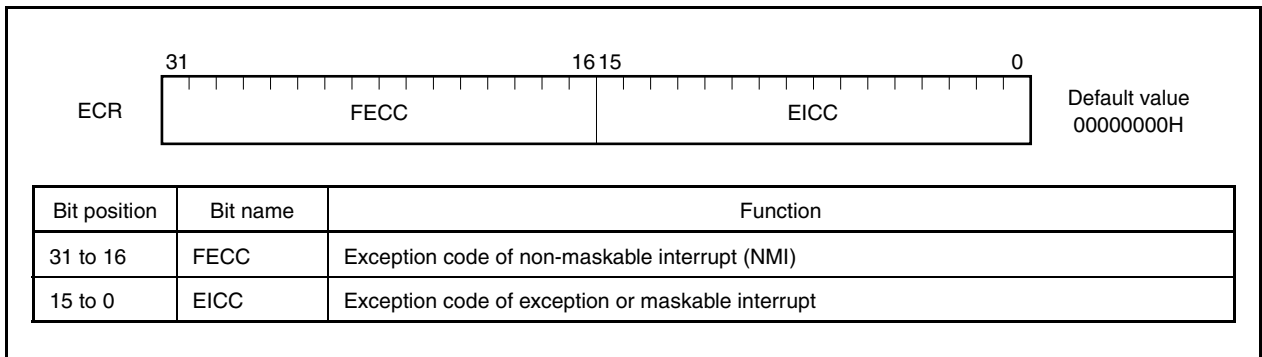 31 16 15 0
ECR FECC EICC Default value
00000000H
Bit position Bit name Function
31 to 16 FECC Exception code of non-maskable interrupt (NMI)
15 to 0 EICC Exception code of exception or maskable interrupt